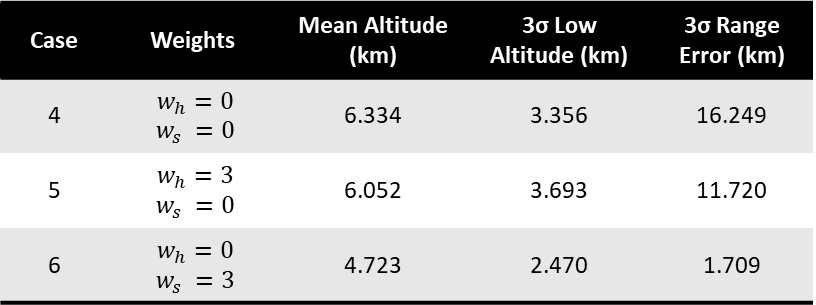 Case Weights Mean Altitude (km) 3σ Low Altitude (km) 3σ Range Error (km)
4 w_h = 0 6.334 3.356 16.249
w_s = 0
5 w_h = 3 6.052 3.693 11.720
w_s = 0
6 w_h = 0 4.723 2.470 1.709
w_s = 3